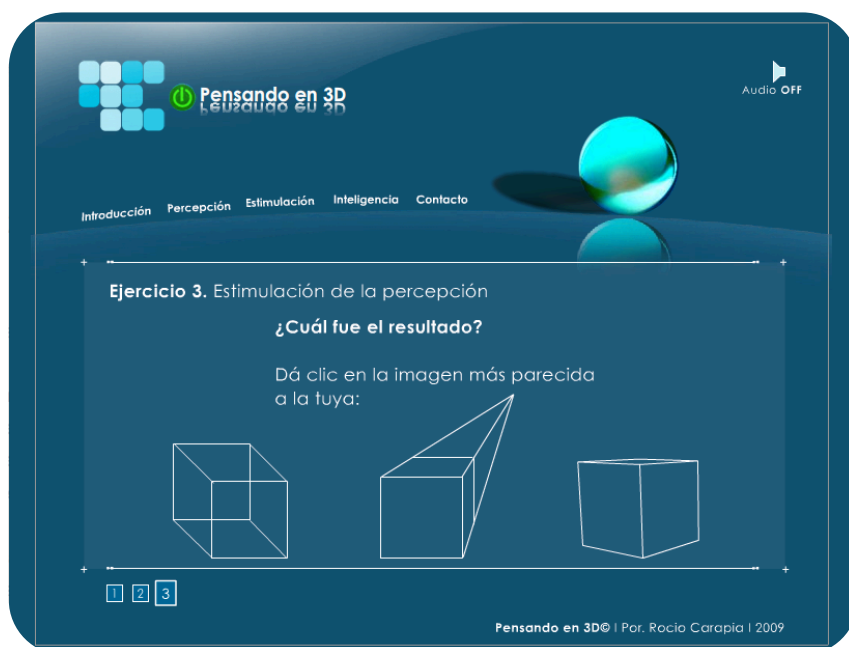 Pensando en 3D
Audio OFF
Introducción Percepción Estimulación Inteligencia Contacto
Ejercicio 3. Estimulación de la percepción
¿Cuál fue el resultado?
Dá clic en la imagen más parecida
a la tuya:
1 2 3
Pensando en 3D© I Por. Rocio Carapia I 2009